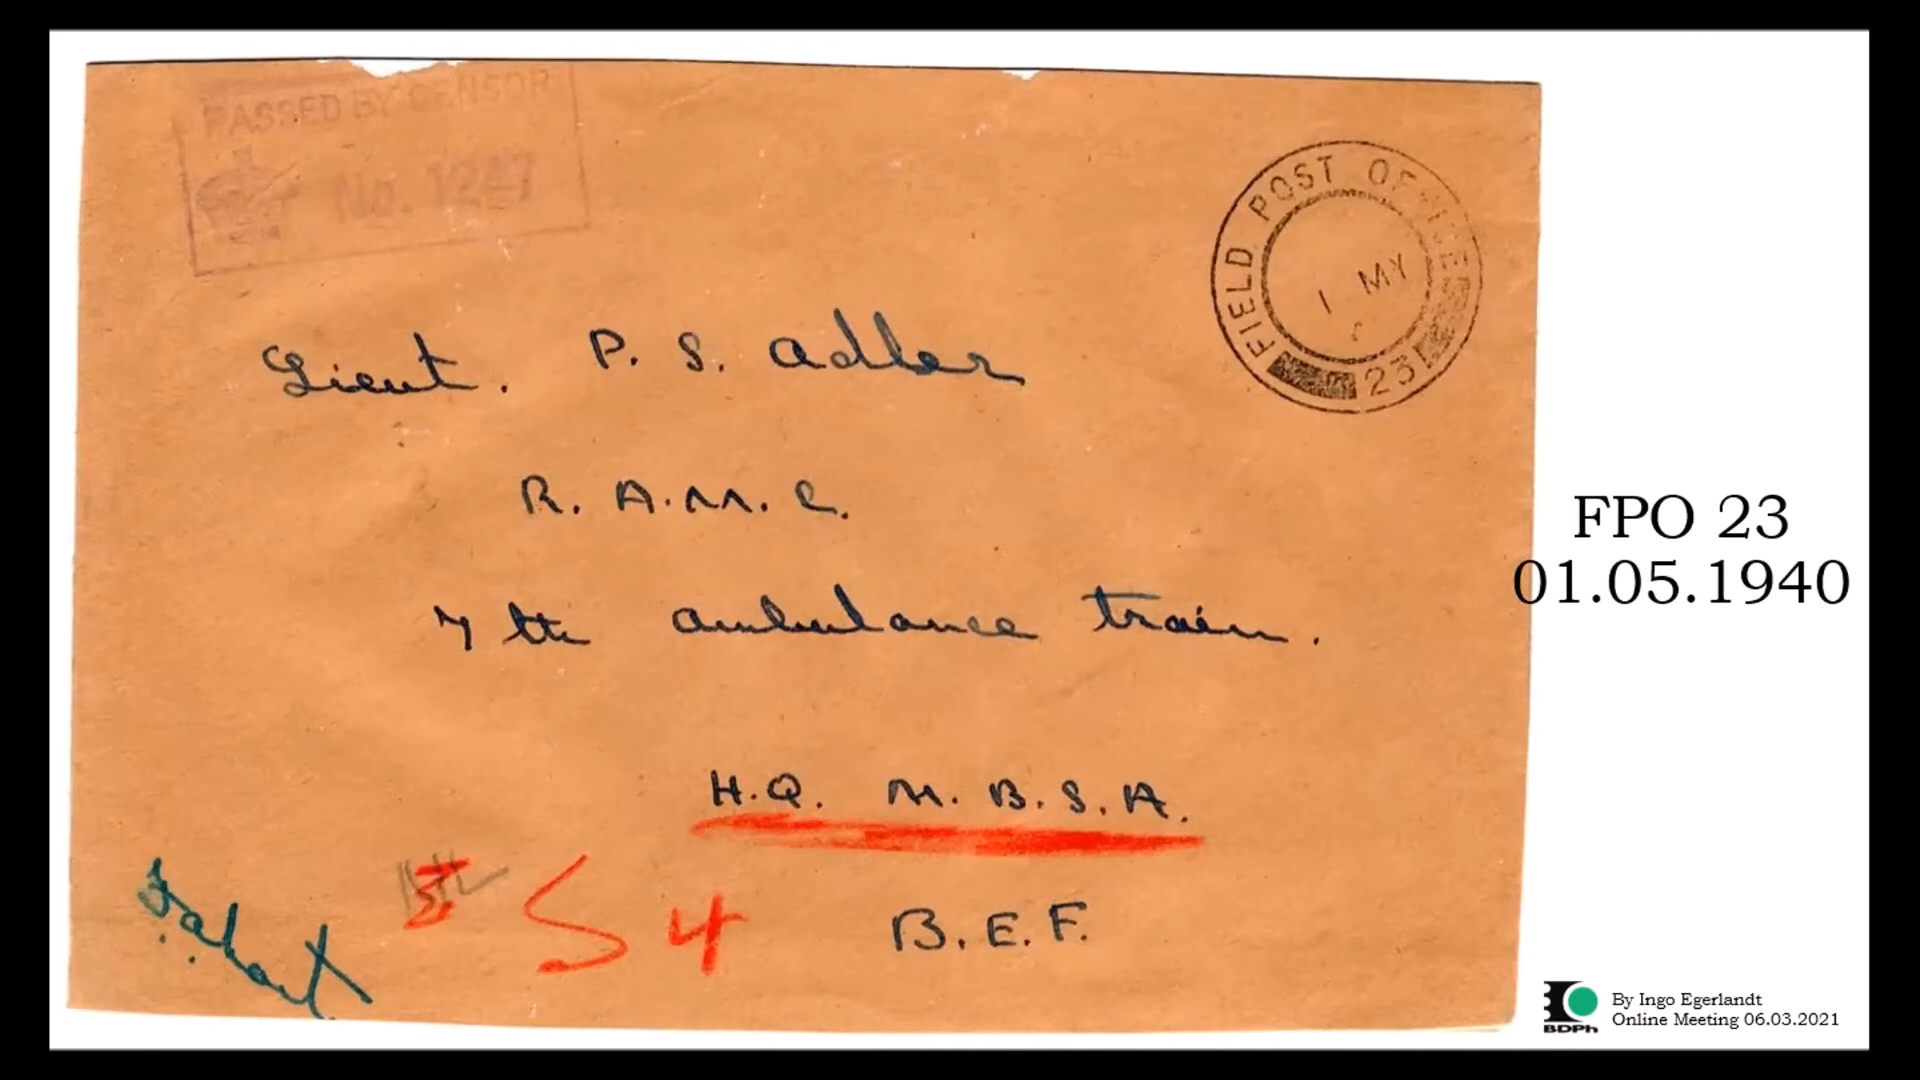 PASSED BY CENSOR
No. 1247
FIELD POST OFFICE
1 MY
23
Lieut. P. S. Adler
R. A. M. C.
7th ambulance train.
H.Q. M. B. S. A.
S 4
B. E. F.
FPO 23
01.05.1940
BDPh
By Ingo Egerlandt
Online Meeting 06.03.2021